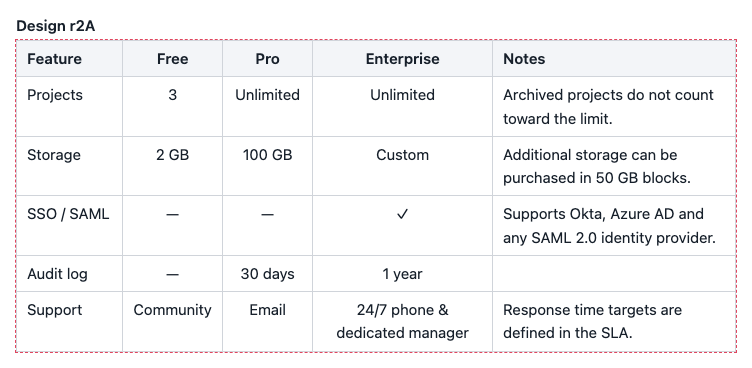 Design r2A
Feature Free Pro Enterprise Notes
Projects 3 Unlimited Unlimited Archived projects do not count
toward the limit.
Storage 2 GB 100 GB Custom Additional storage can be
purchased in 50 GB blocks.
SSO / SAML — — ✓ Supports Okta, Azure AD and
any SAML 2.0 identity provider.
Audit log — 30 days 1 year
Support Community Email 24/7 phone & Response time targets are
dedicated manager defined in the SLA.